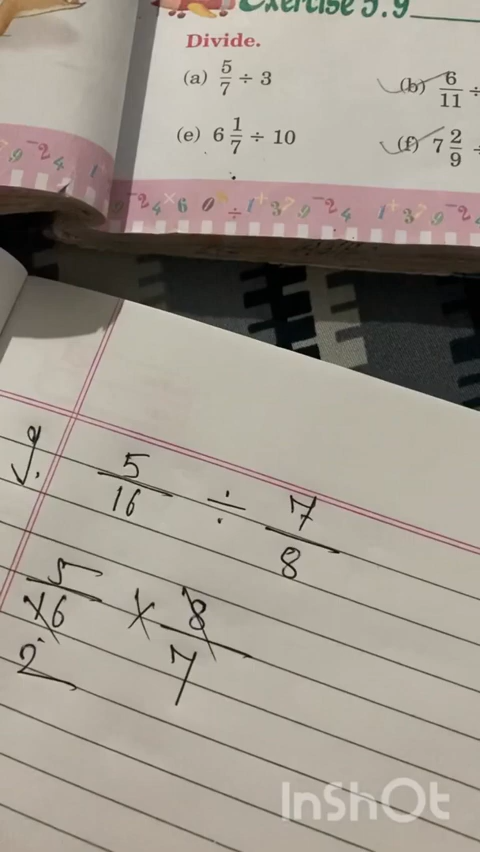 Exercise 5.9
Divide.
(a) 5/7 ÷ 3
(b) 6/11 ÷
(e) 6 1/7 ÷ 10
(f) 7 2/9 ÷
g. 5/16 ÷ 7/8
5/16 × 8/7
2
InShOt